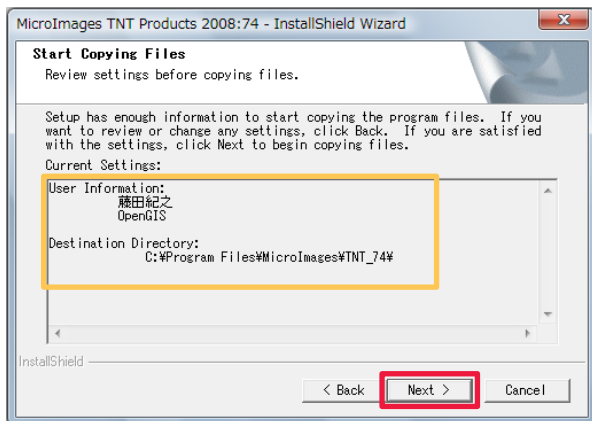 MicroImages TNT Products 2008:74 - InstallShield Wizard
Start Copying Files
Review settings before copying files.
Setup has enough information to start copying the program files. If you
want to review or change any settings, click Back. If you are satisfied
with the settings, click Next to begin copying files.
Current Settings:
User Information:
藤田紀之
OpenGIS
Destination Directory:
C:¥Program Files¥MicroImages¥TNT_74¥
InstallShield
< Back
Next >
Cancel